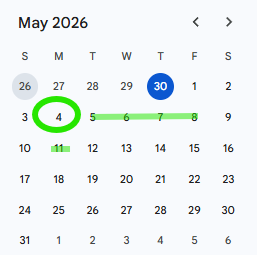 May 2026
S M T W T F S
26 27 28 29 30 1 2
3 4 5 6 7 8 9
10 11 12 13 14 15 16
17 18 19 20 21 22 23
24 25 26 27 28 29 30
31 1 2 3 4 5 6